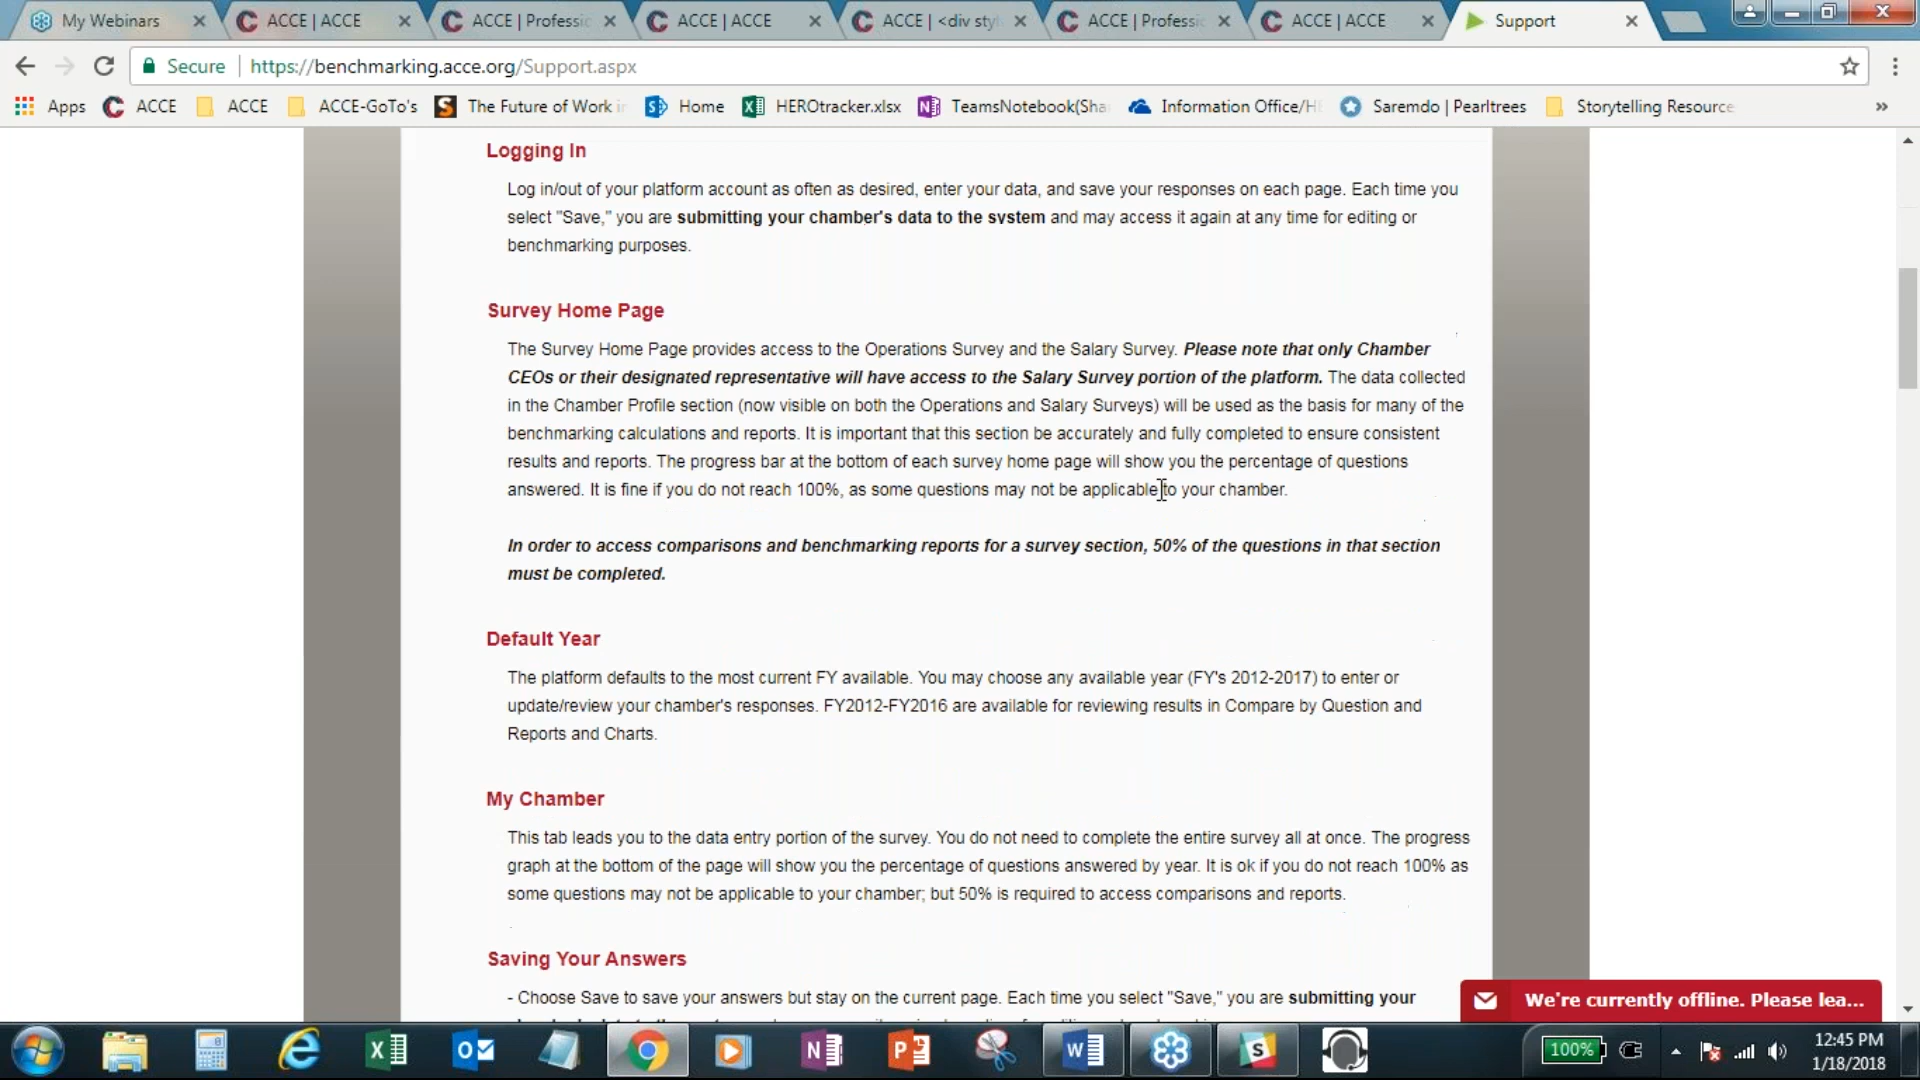 My Webinars
ACCE | ACCE
ACCE | Professic
ACCE | ACCE
ACCE | <div styl
ACCE | Professic
ACCE | ACCE
Support
Secure https://benchmarking.acce.org/Support.aspx
Apps
ACCE
ACCE
ACCE-GoTo's
The Future of Work in
Home
HEROtracker.xlsx
TeamsNotebook(Sha
Information Office/H
Saremdo | Pearltrees
Storytelling Resource
»
Logging In
Log in/out of your platform account as often as desired, enter your data, and save your responses on each page. Each time you
select "Save," you are submitting your chamber's data to the system and may access it again at any time for editing or
benchmarking purposes.
Survey Home Page
The Survey Home Page provides access to the Operations Survey and the Salary Survey. Please note that only Chamber
CEOs or their designated representative will have access to the Salary Survey portion of the platform. The data collected
in the Chamber Profile section (now visible on both the Operations and Salary Surveys) will be used as the basis for many of the
benchmarking calculations and reports. It is important that this section be accurately and fully completed to ensure consistent
results and reports. The progress bar at the bottom of each survey home page will show you the percentage of questions
answered. It is fine if you do not reach 100%, as some questions may not be applicable to your chamber.
In order to access comparisons and benchmarking reports for a survey section, 50% of the questions in that section
must be completed.
Default Year
The platform defaults to the most current FY available. You may choose any available year (FY's 2012-2017) to enter or
update/review your chamber's responses. FY2012-FY2016 are available for reviewing results in Compare by Question and
Reports and Charts.
My Chamber
This tab leads you to the data entry portion of the survey. You do not need to complete the entire survey all at once. The progress
graph at the bottom of the page will show you the percentage of questions answered by year. It is ok if you do not reach 100% as
some questions may not be applicable to your chamber; but 50% is required to access comparisons and reports.
Saving Your Answers
- Choose Save to save your answers but stay on the current page. Each time you select "Save," you are submitting your
We're currently offline. Please lea...
100%
12:45 PM
1/18/2018